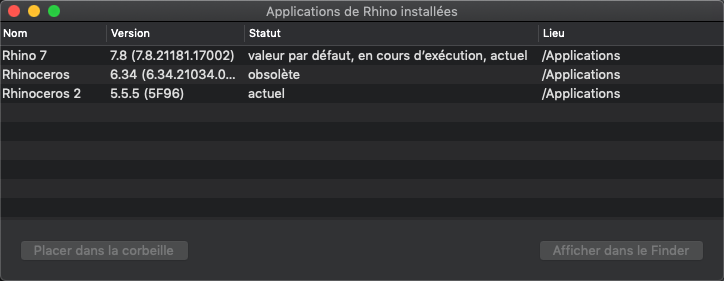 Applications de Rhino installées
Nom Version Statut Lieu
Rhino 7 7.8 (7.8.21181.17002) valeur par défaut, en cours d’exécution, actuel /Applications
Rhinoceros 6.34 (6.34.21034.0... obsolète /Applications
Rhinoceros 2 5.5.5 (5F96) actuel /Applications
Placer dans la corbeille Afficher dans le Finder